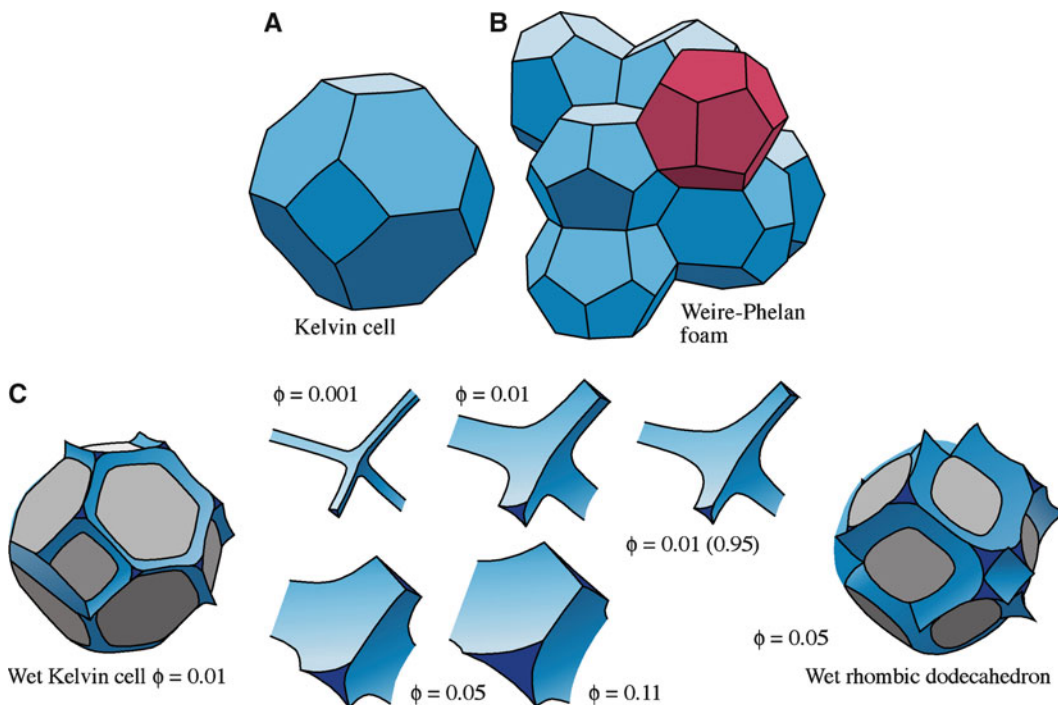 A
B
Kelvin cell
Weire-Phelan
foam
C
ϕ = 0.001
ϕ = 0.01
ϕ = 0.01 (0.95)
Wet Kelvin cell ϕ = 0.01
ϕ = 0.05
ϕ = 0.11
ϕ = 0.05
Wet rhombic dodecahedron